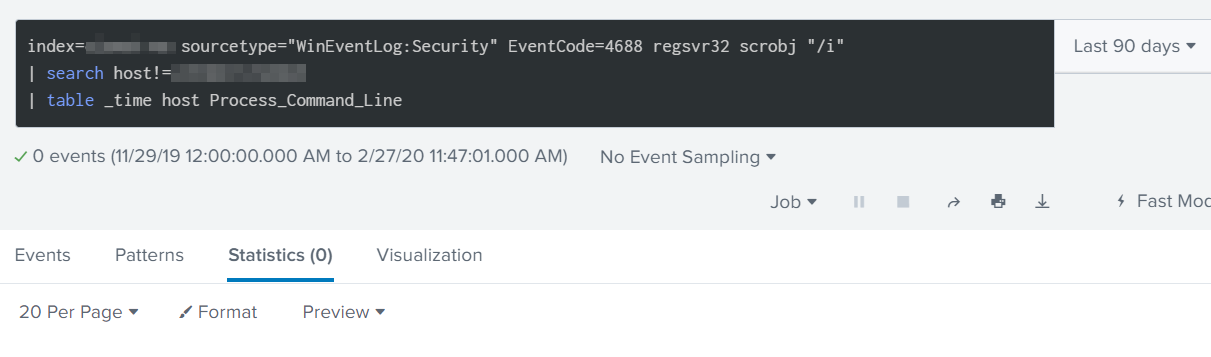 index= sourcetype="WinEventLog:Security" EventCode=4688 regsvr32 scrobj "/i"
Last 90 days
| search host!=
| table _time host Process_Command_Line
0 events (11/29/19 12:00:00.000 AM to 2/27/20 11:47:01.000 AM)
No Event Sampling
Job
Fast Mod
Events
Patterns
Statistics (0)
Visualization
20 Per Page
Format
Preview